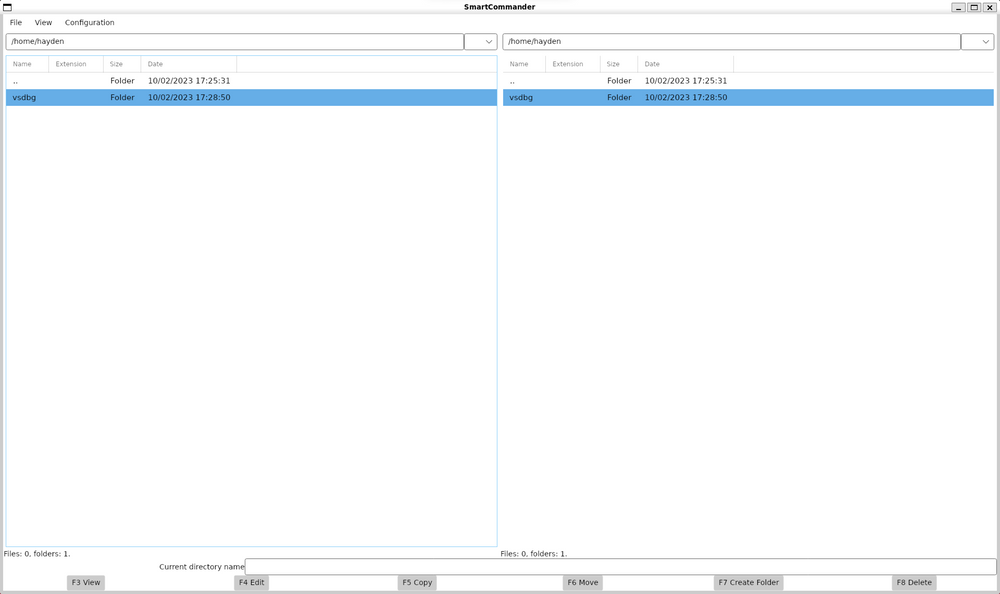 SmartCommander
File View Configuration
/home/hayden /home/hayden
Name Extension Size Date Name Extension Size Date
.. Folder 10/02/2023 17:25:31 .. Folder 10/02/2023 17:25:31
vsdbg Folder 10/02/2023 17:28:50 vsdbg Folder 10/02/2023 17:28:50
Files: 0, folders: 1. Files: 0, folders: 1.
Current directory name
F3 View F4 Edit F5 Copy F6 Move F7 Create Folder F8 Delete